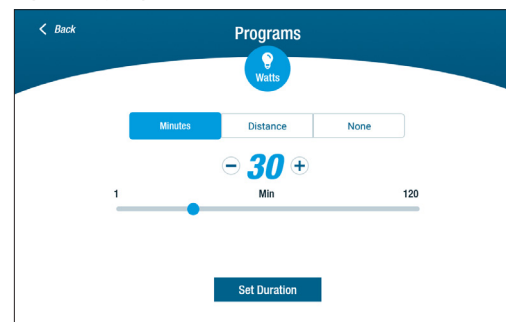 Back
Programs
Watts
Minutes Distance None
30
1 Min 120
Set Duration